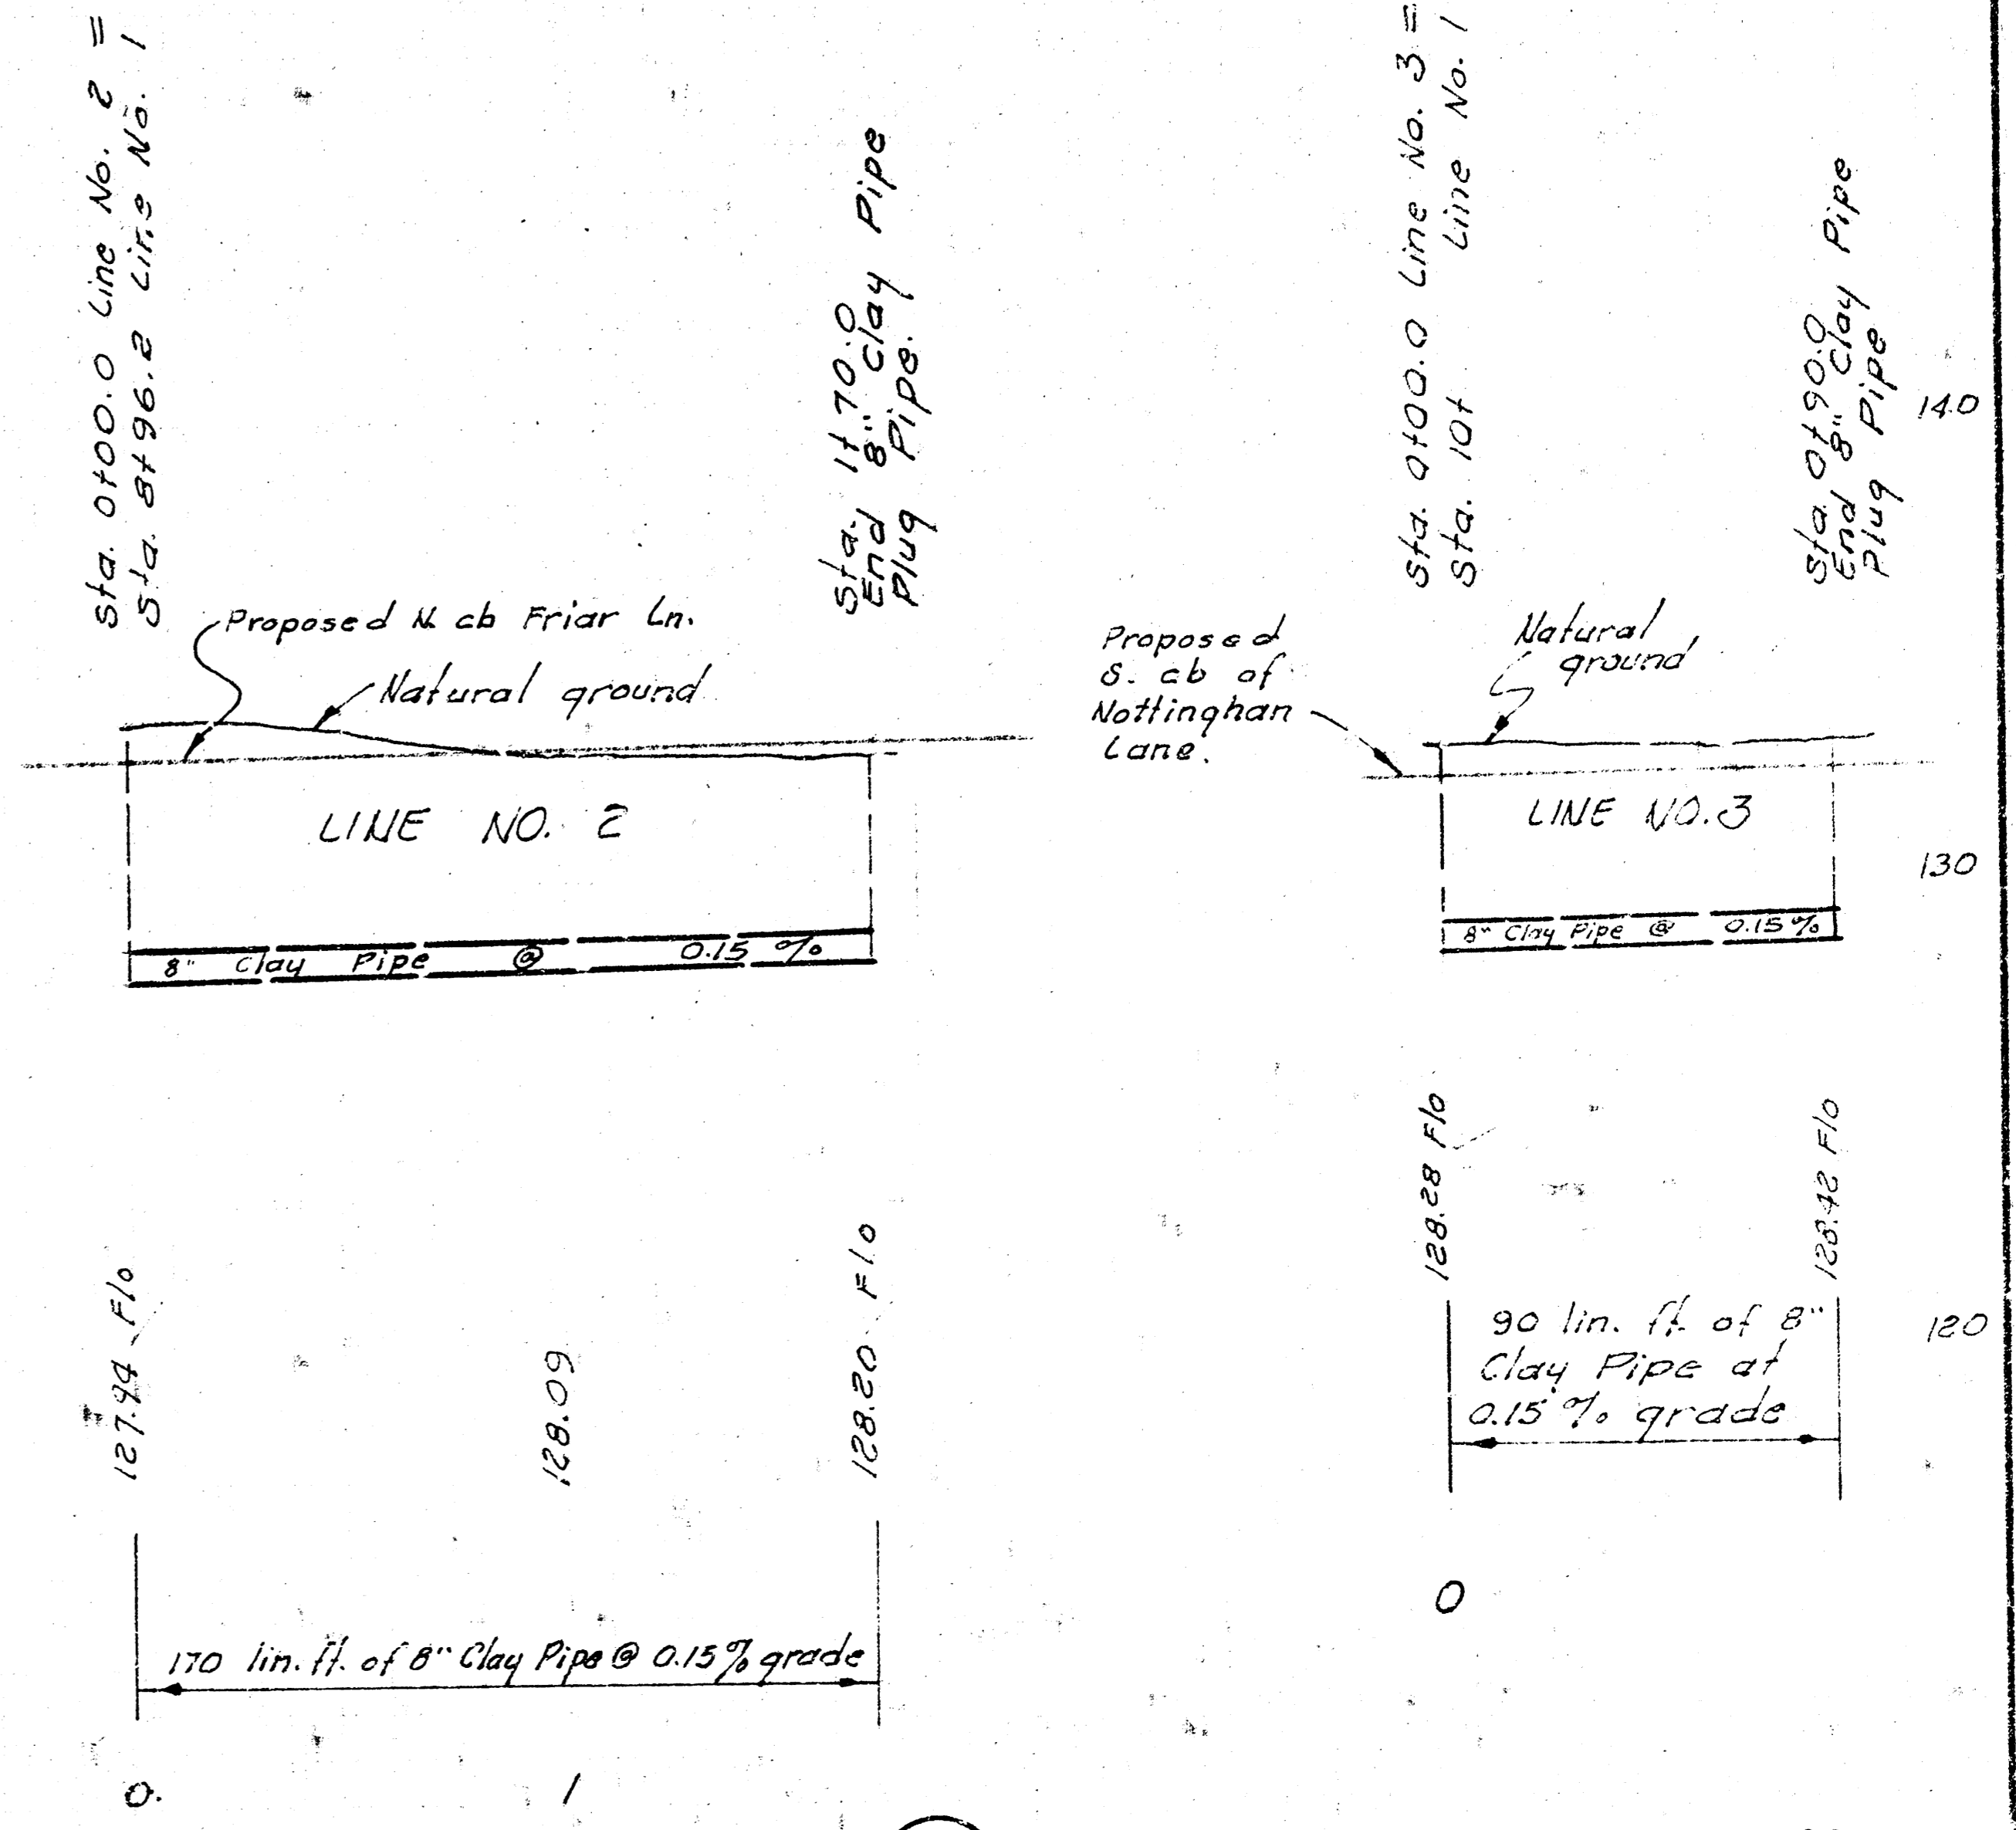 Sta. 0+00.0 Line No. 2 =
Sta. 8+96.2 Line No. 1
Sta. 1+70.0
End 8" Clay Pipe
Plug Pipe.
Sta. 0+00.0 Line No. 3 =
Sta. 10+ Line No. 1
Sta. 0+90.0
End 8" Clay Pipe
Plug Pipe
140
Proposed N. cb Friar Ln.
Natural ground
Proposed
S. cb of
Nottinghan
Lane.
Natural
ground
LINE NO. 2
LINE NO. 3
130
8" Clay Pipe @ 0.15 %
8" Clay Pipe @ 0.15 %
127.94 Flo
128.09
128.20 Flo
128.28 Flo
128.42 Flo
90 lin. ft. of 8"
Clay Pipe at
0.15 % grade
120
0
170 lin. ft. of 8" Clay Pipe @ 0.15 % grade
0.
1